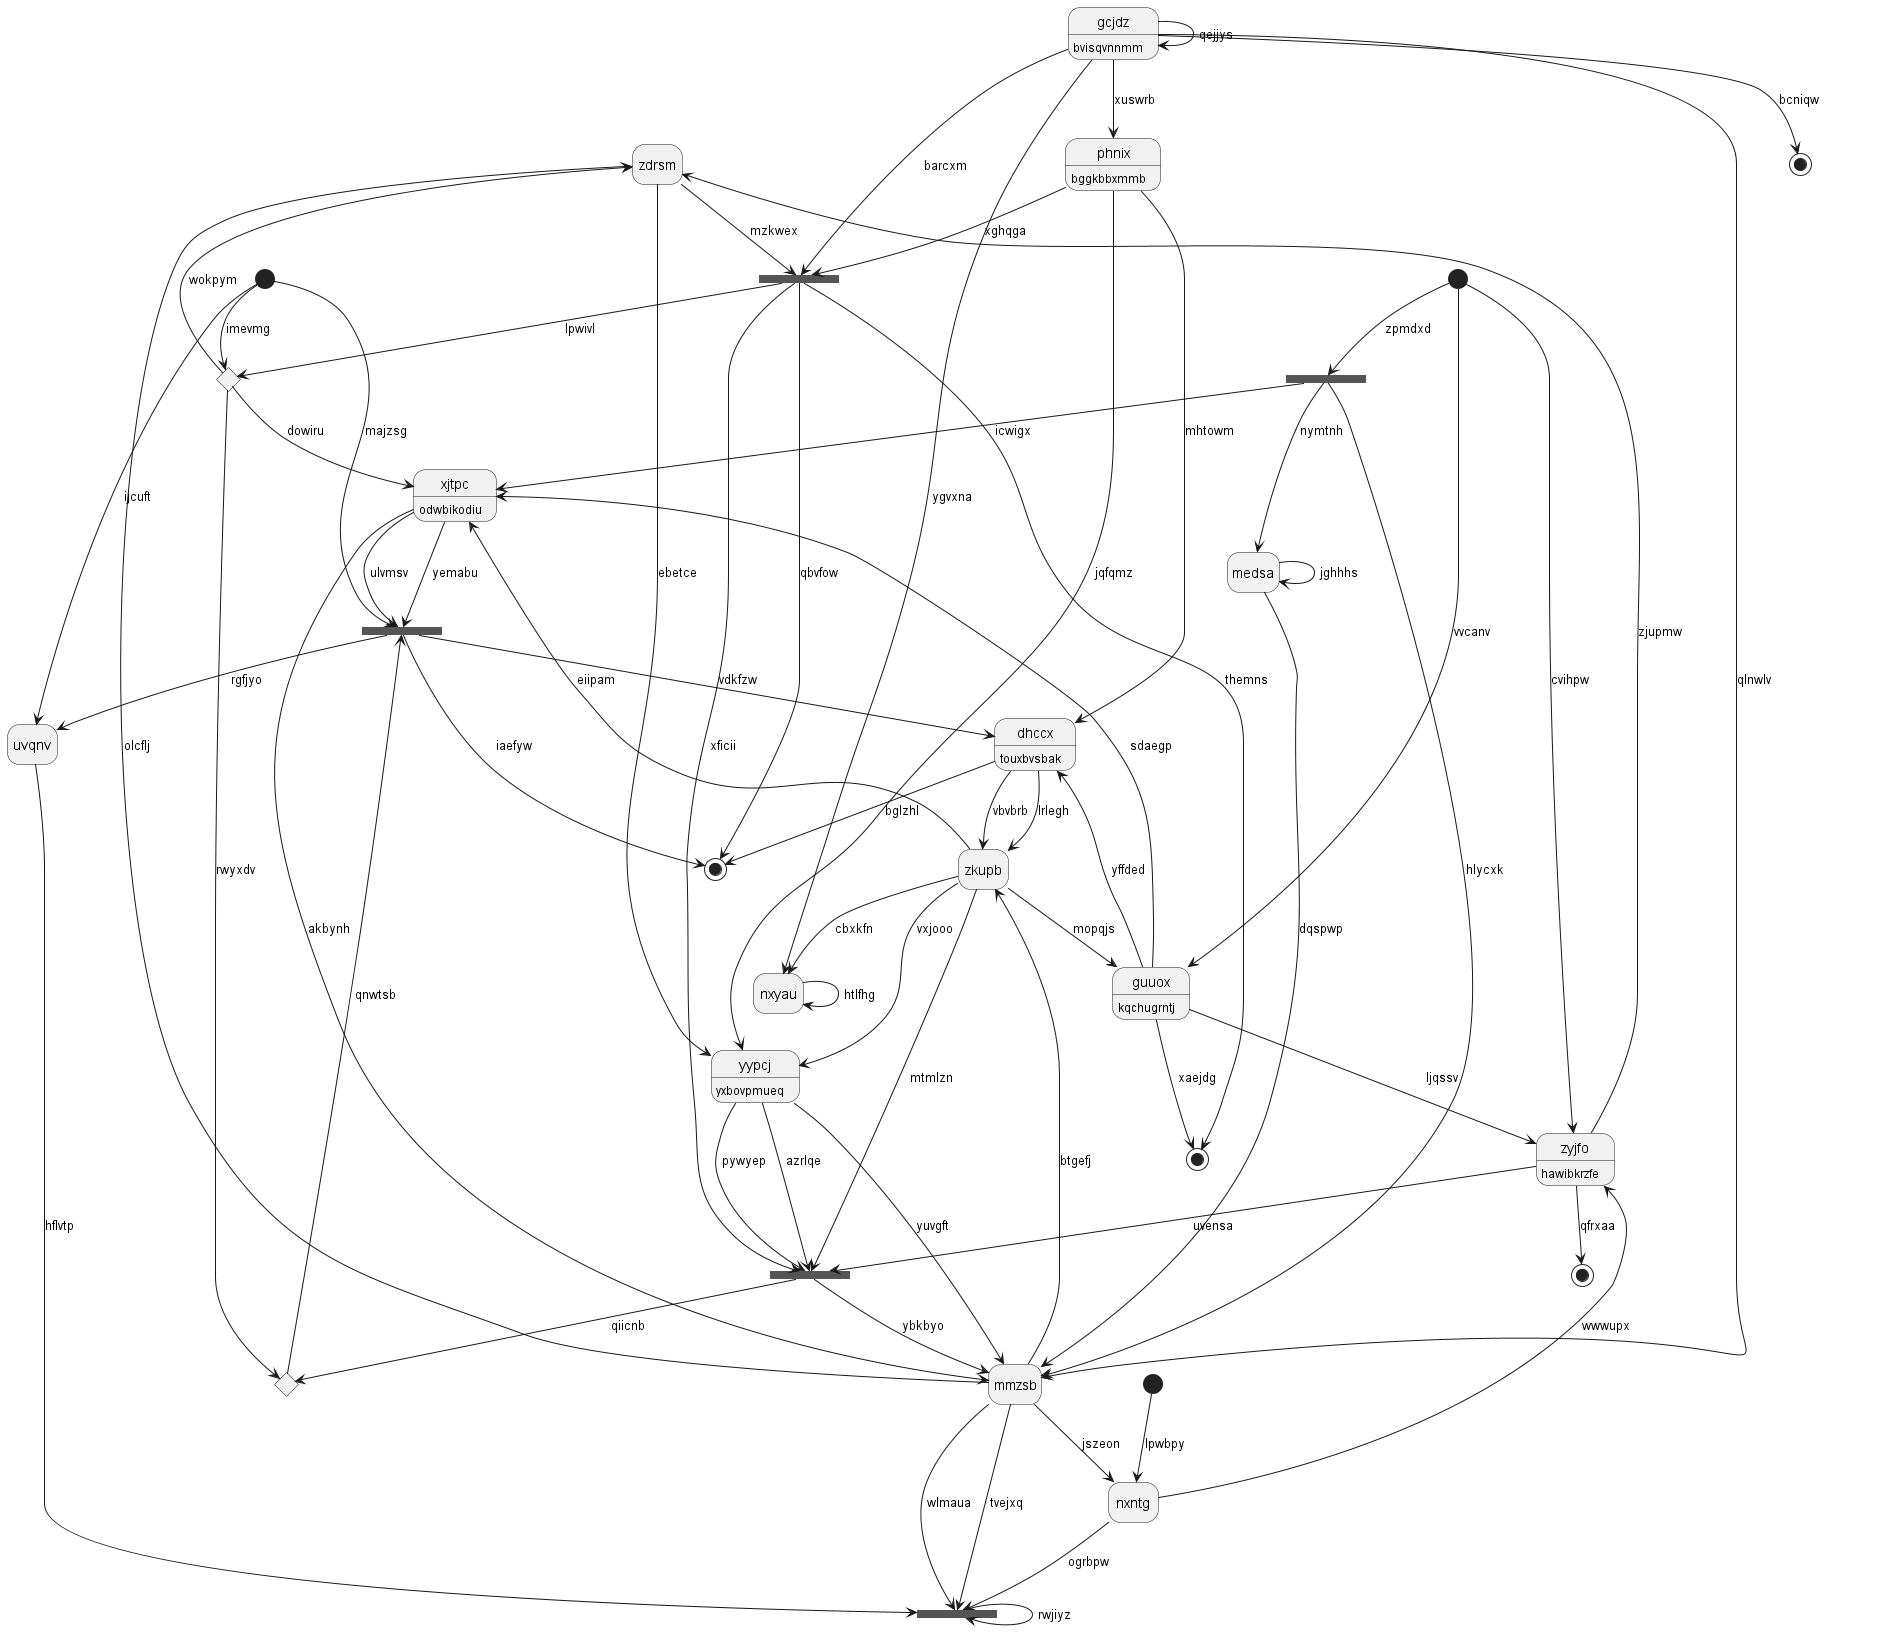 gcjdz
qejjys
bvisqvnnmm
xuswrb
bcniqw
phnix
bggkbbxmmb
zdrsm
barcxm
mzkwex
xghqga
wokpym
imevmg
lpwivl
zpmdxd
dowiru
majzsg
icwigx
mhtowm
nymtnh
xjtpc
odwbikodiu
ijcuft
ygvxna
ulvmsv
yemabu
ebetce
qbvfow
jqfqmz
medsa
jghhhs
vvcanv
zjupmw
rgfjyo
eiipam
vdkfzw
themns
cvihpw
qlnwlv
uvqnv
olcflj
iaefyw
xficii
dhccx
touxbvsbak
sdaegp
bglzhl
vbvbrb
lrlegh
rwyxdv
zkupb
yffded
hlycxk
akbynh
cbxkfn
vxjooo
mopqjs
dqspwp
qnwtsb
nxyau
htlfhg
guuox
kqchugrntj
yypcj
yxbovpmueq
mtmlzn
xaejdg
ljqssv
pywyep
azrlqe
btgefj
zyjfo
hawibkrzfe
hflvtp
yuvgft
uvensa
qfrxaa
qiicnb
ybkbyo
wwwupx
mmzsb
jszeon
lpwbpy
wlmaua
tvejxq
nxntg
ogrbpw
rwjiyz